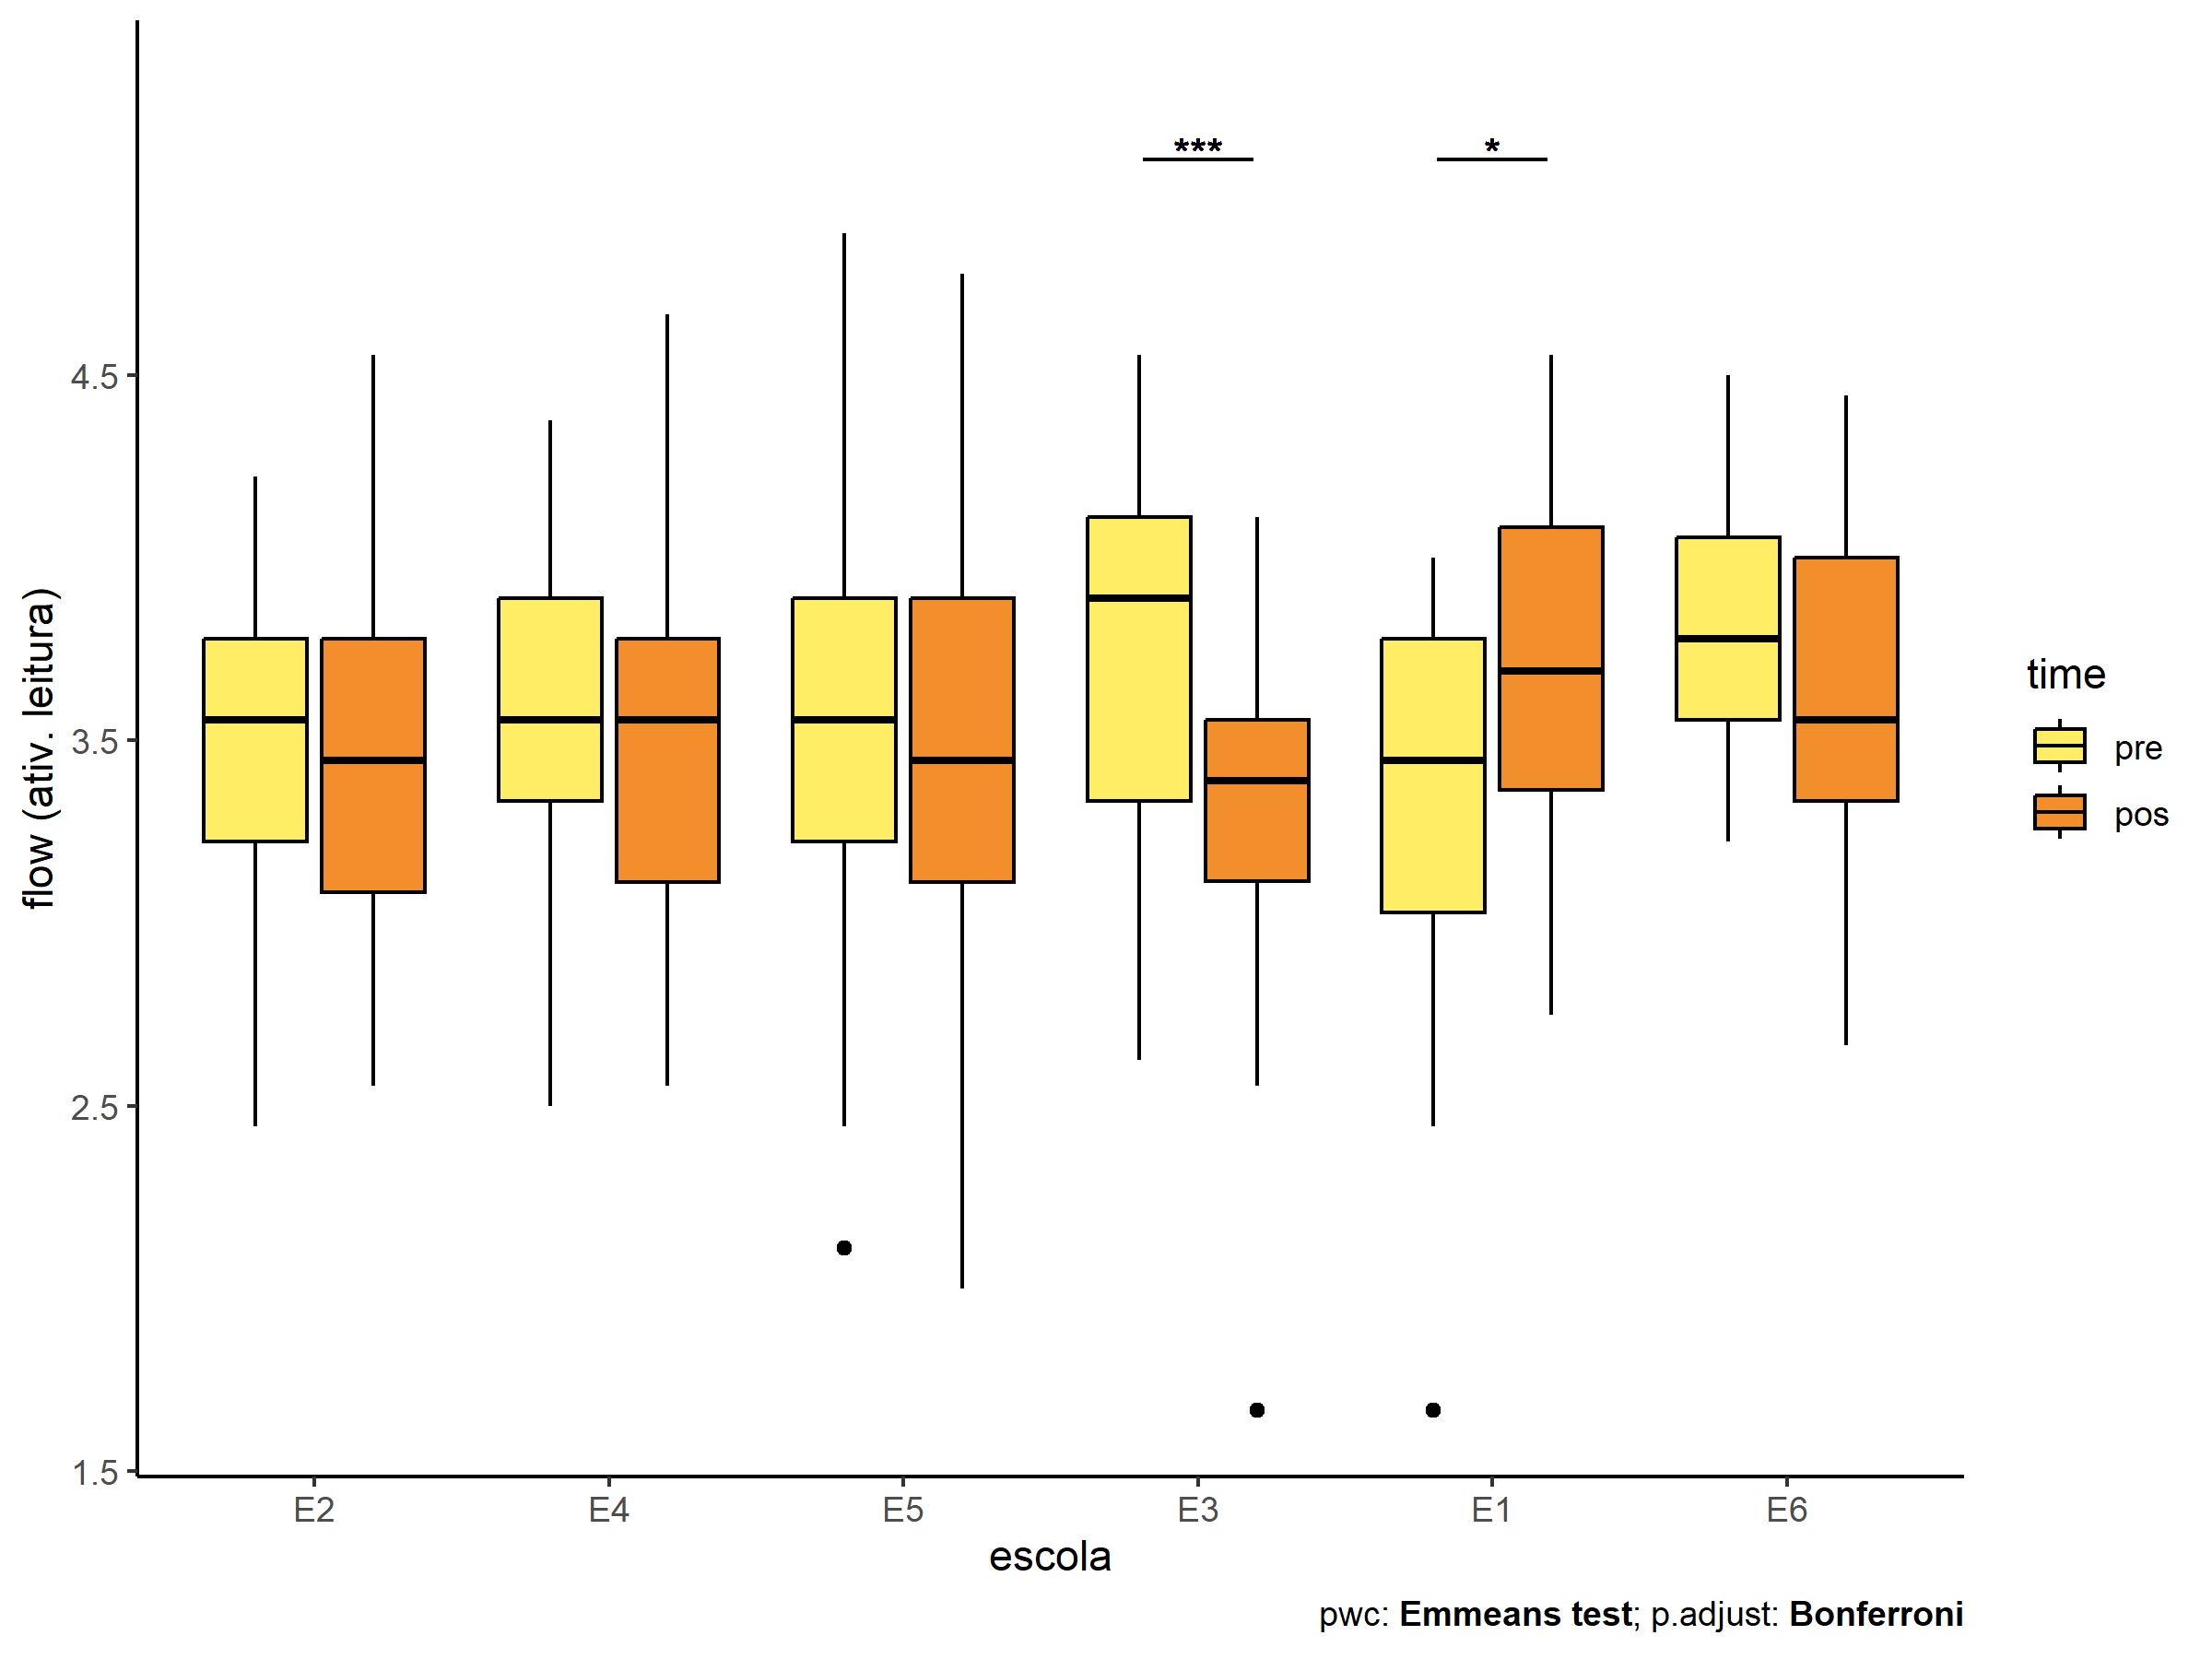 ***
*
4.5
3.5
2.5
1.5
flow (ativ. leitura)
E2 E4 E5 E3 E1 E6
escola
time
pre
pos
pwc: Emmeans test; p.adjust: Bonferroni